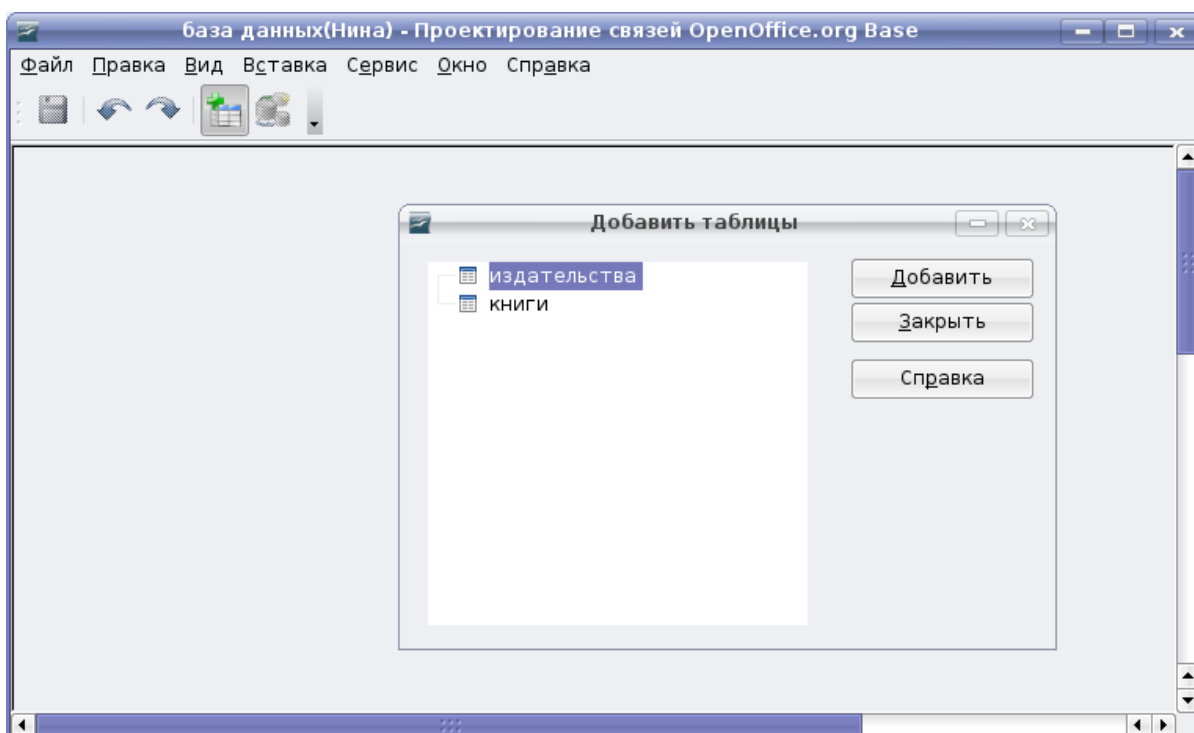 база данных(Нина) - Проектирование связей OpenOffice.org Base
Файл Правка Вид Вставка Сервис Окно Справка
Добавить таблицы
издательства
книги
Добавить
Закрыть
Справка